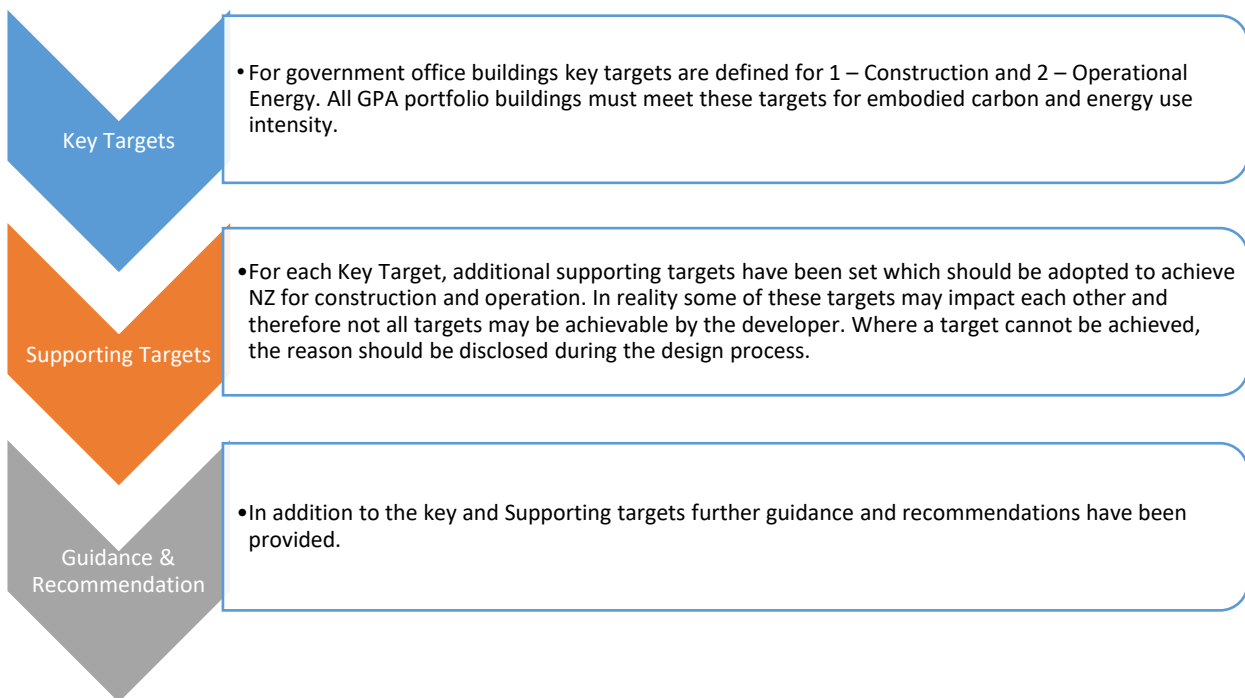 Key Targets
• For government office buildings key targets are defined for 1 – Construction and 2 – Operational
Energy. All GPA portfolio buildings must meet these targets for embodied carbon and energy use
intensity.
Supporting Targets
•For each Key Target, additional supporting targets have been set which should be adopted to achieve
NZ for construction and operation. In reality some of these targets may impact each other and
therefore not all targets may be achievable by the developer. Where a target cannot be achieved,
the reason should be disclosed during the design process.
Guidance &
Recommendation
•In addition to the key and Supporting targets further guidance and recommendations have been
provided.